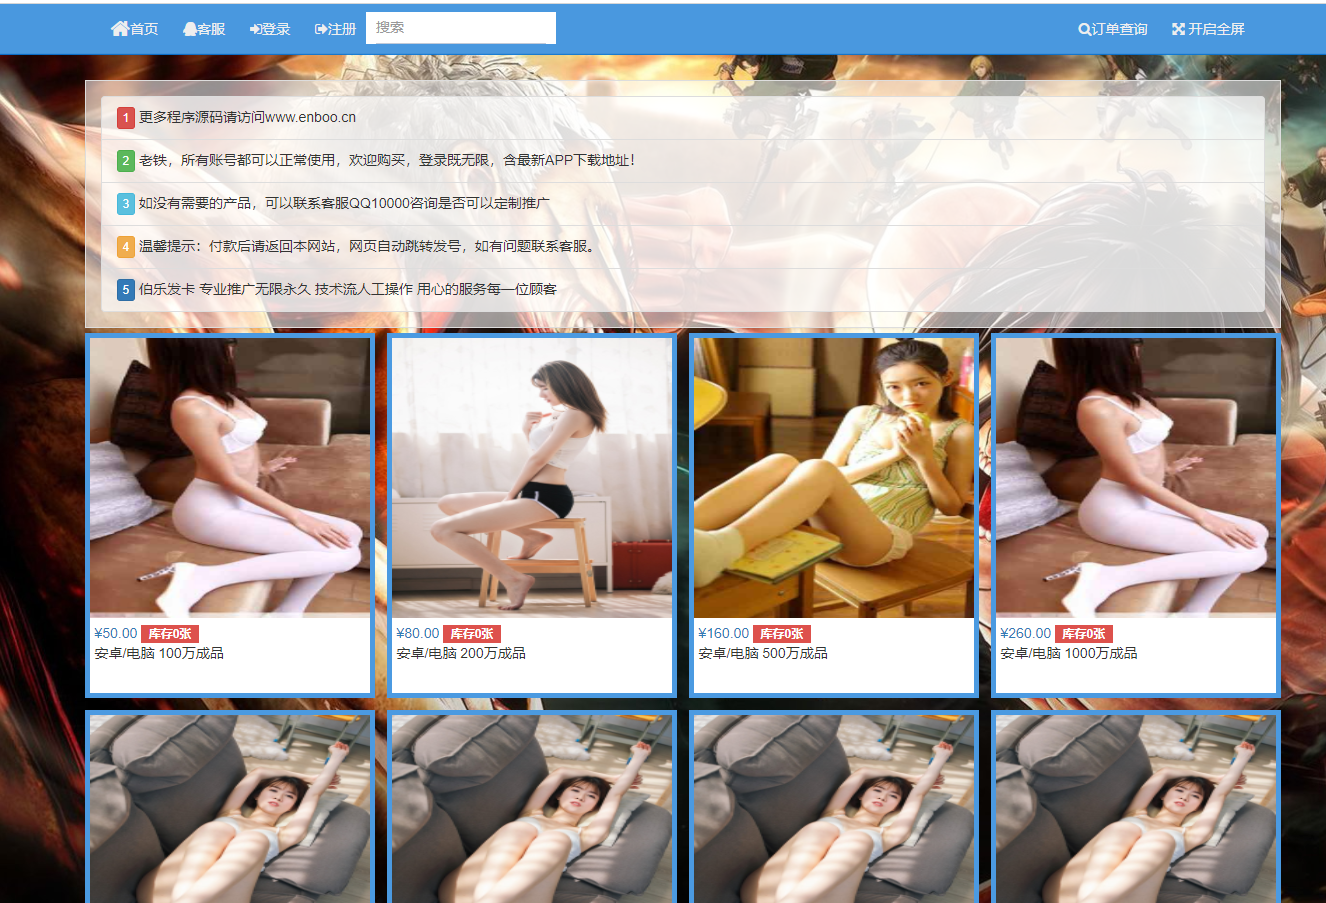 首页 客服 登录 注册 搜索 订单查询 开启全屏
1 更多程序源码请访问www.enboo.cn
2 老铁，所有账号都可以正常使用，欢迎购买，登录既无限，含最新APP下载地址！
3 如没有需要的产品，可以联系客服QQ10000咨询是否可以定制推广
4 温馨提示：付款后请返回本网站，网页自动跳转发号，如有问题联系客服。
5 伯乐发卡 专业推广无限永久 技术流人工操作 用心的服务每一位顾客
¥50.00 库存0张
安卓/电脑 100万成品
¥80.00 库存0张
安卓/电脑 200万成品
¥160.00 库存0张
安卓/电脑 500万成品
¥260.00 库存0张
安卓/电脑 1000万成品